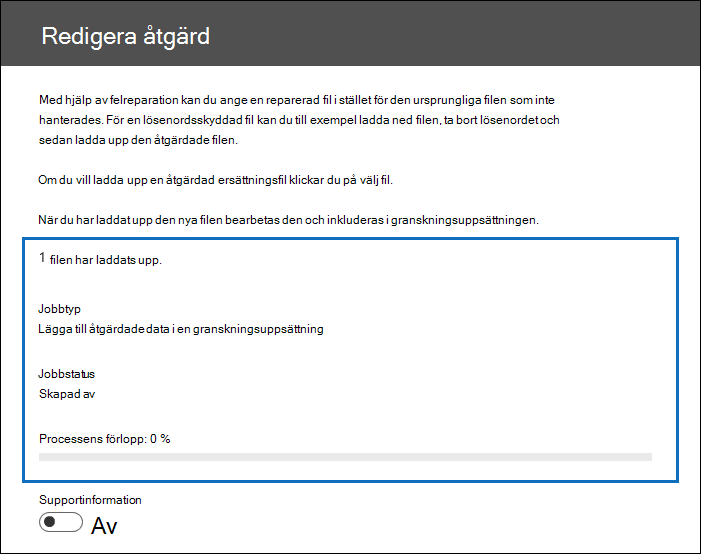 Redigera åtgärd
Med hjälp av felreparation kan du ange en reparerad fil i stället för den ursprungliga filen som inte
hanterades. För en lösenordsskyddad fil kan du till exempel ladda ned filen, ta bort lösenordet och
sedan ladda upp den åtgärdade filen.
Om du vill ladda upp en åtgärdad ersättningsfil klickar du på välj fil.
När du har laddat upp den nya filen bearbetas den och inkluderas i granskningsuppsättningen.
1 filen har laddats upp.
Jobbtyp
Lägga till åtgärdade data i en granskningsuppsättning
Jobbstatus
Skapad av
Processens förlopp: 0 %
Supportinformation
Av